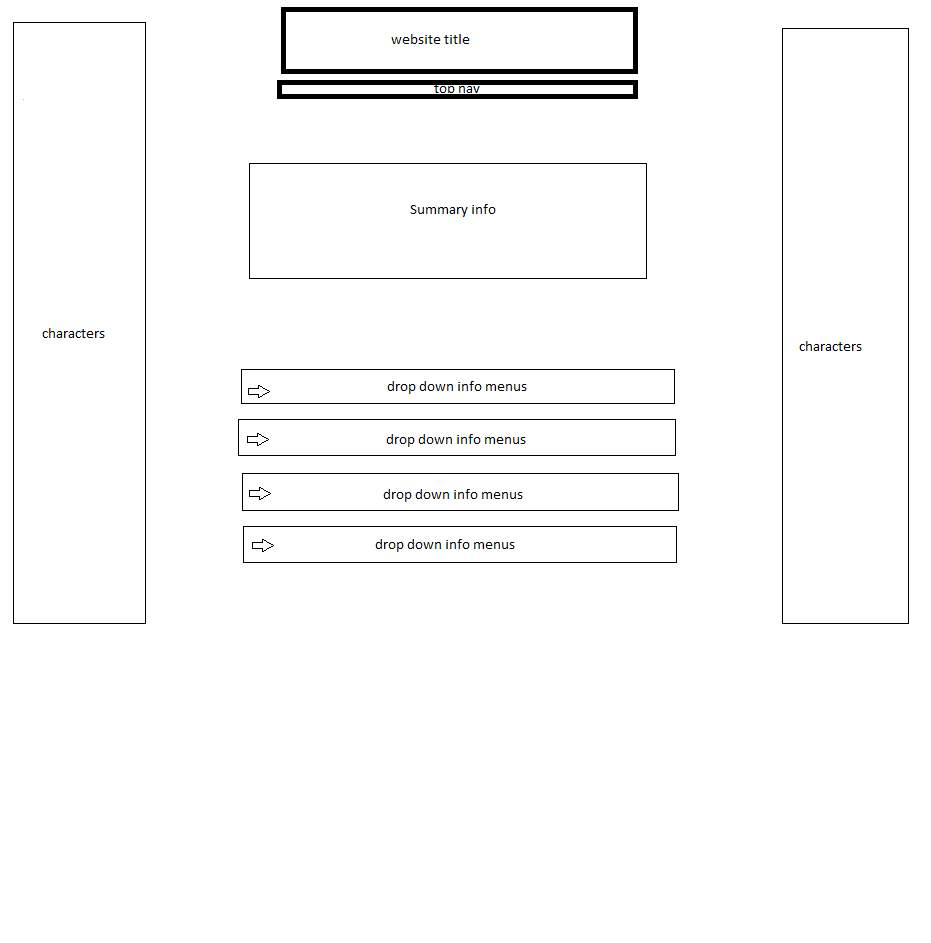 website title
top nav
Summary info
characters
characters
drop down info menus
drop down info menus
drop down info menus
drop down info menus